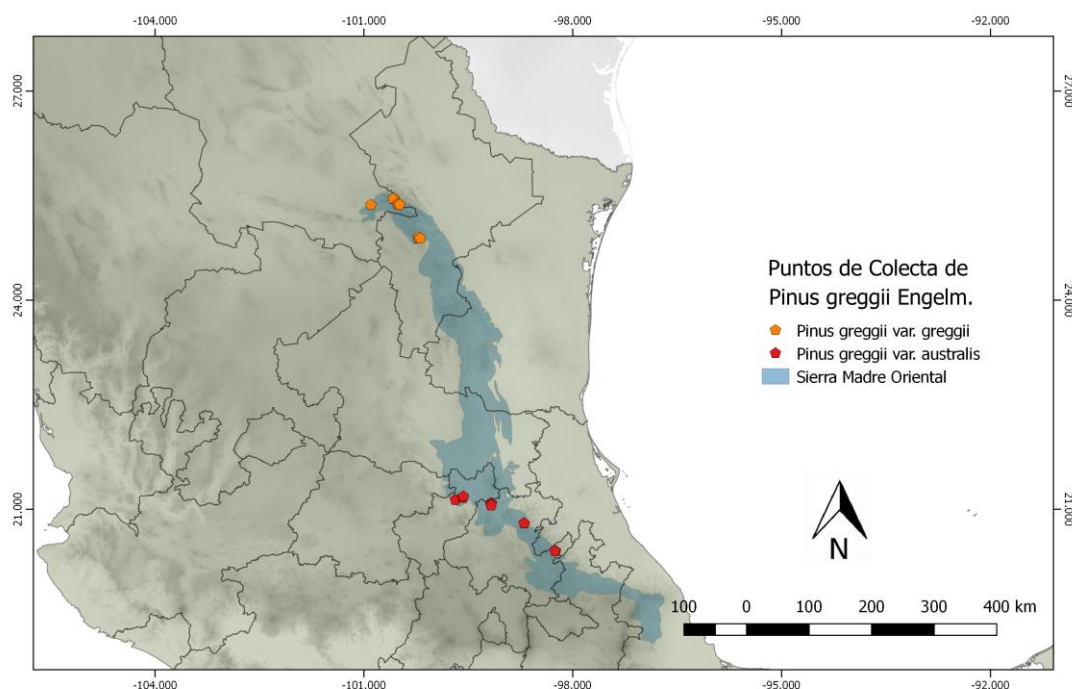 -104.000 -101.000 -98.000 -95.000 -92.000
27.000 27.000
24.000 24.000
Puntos de Colecta de
Pinus greggii Engelm.
Pinus greggii var. greggii
Pinus greggii var. australis
Sierra Madre Oriental
21.000 21.000
N
100 0 100 200 300 400 km
-104.000 -101.000 -98.000 -95.000 -92.000